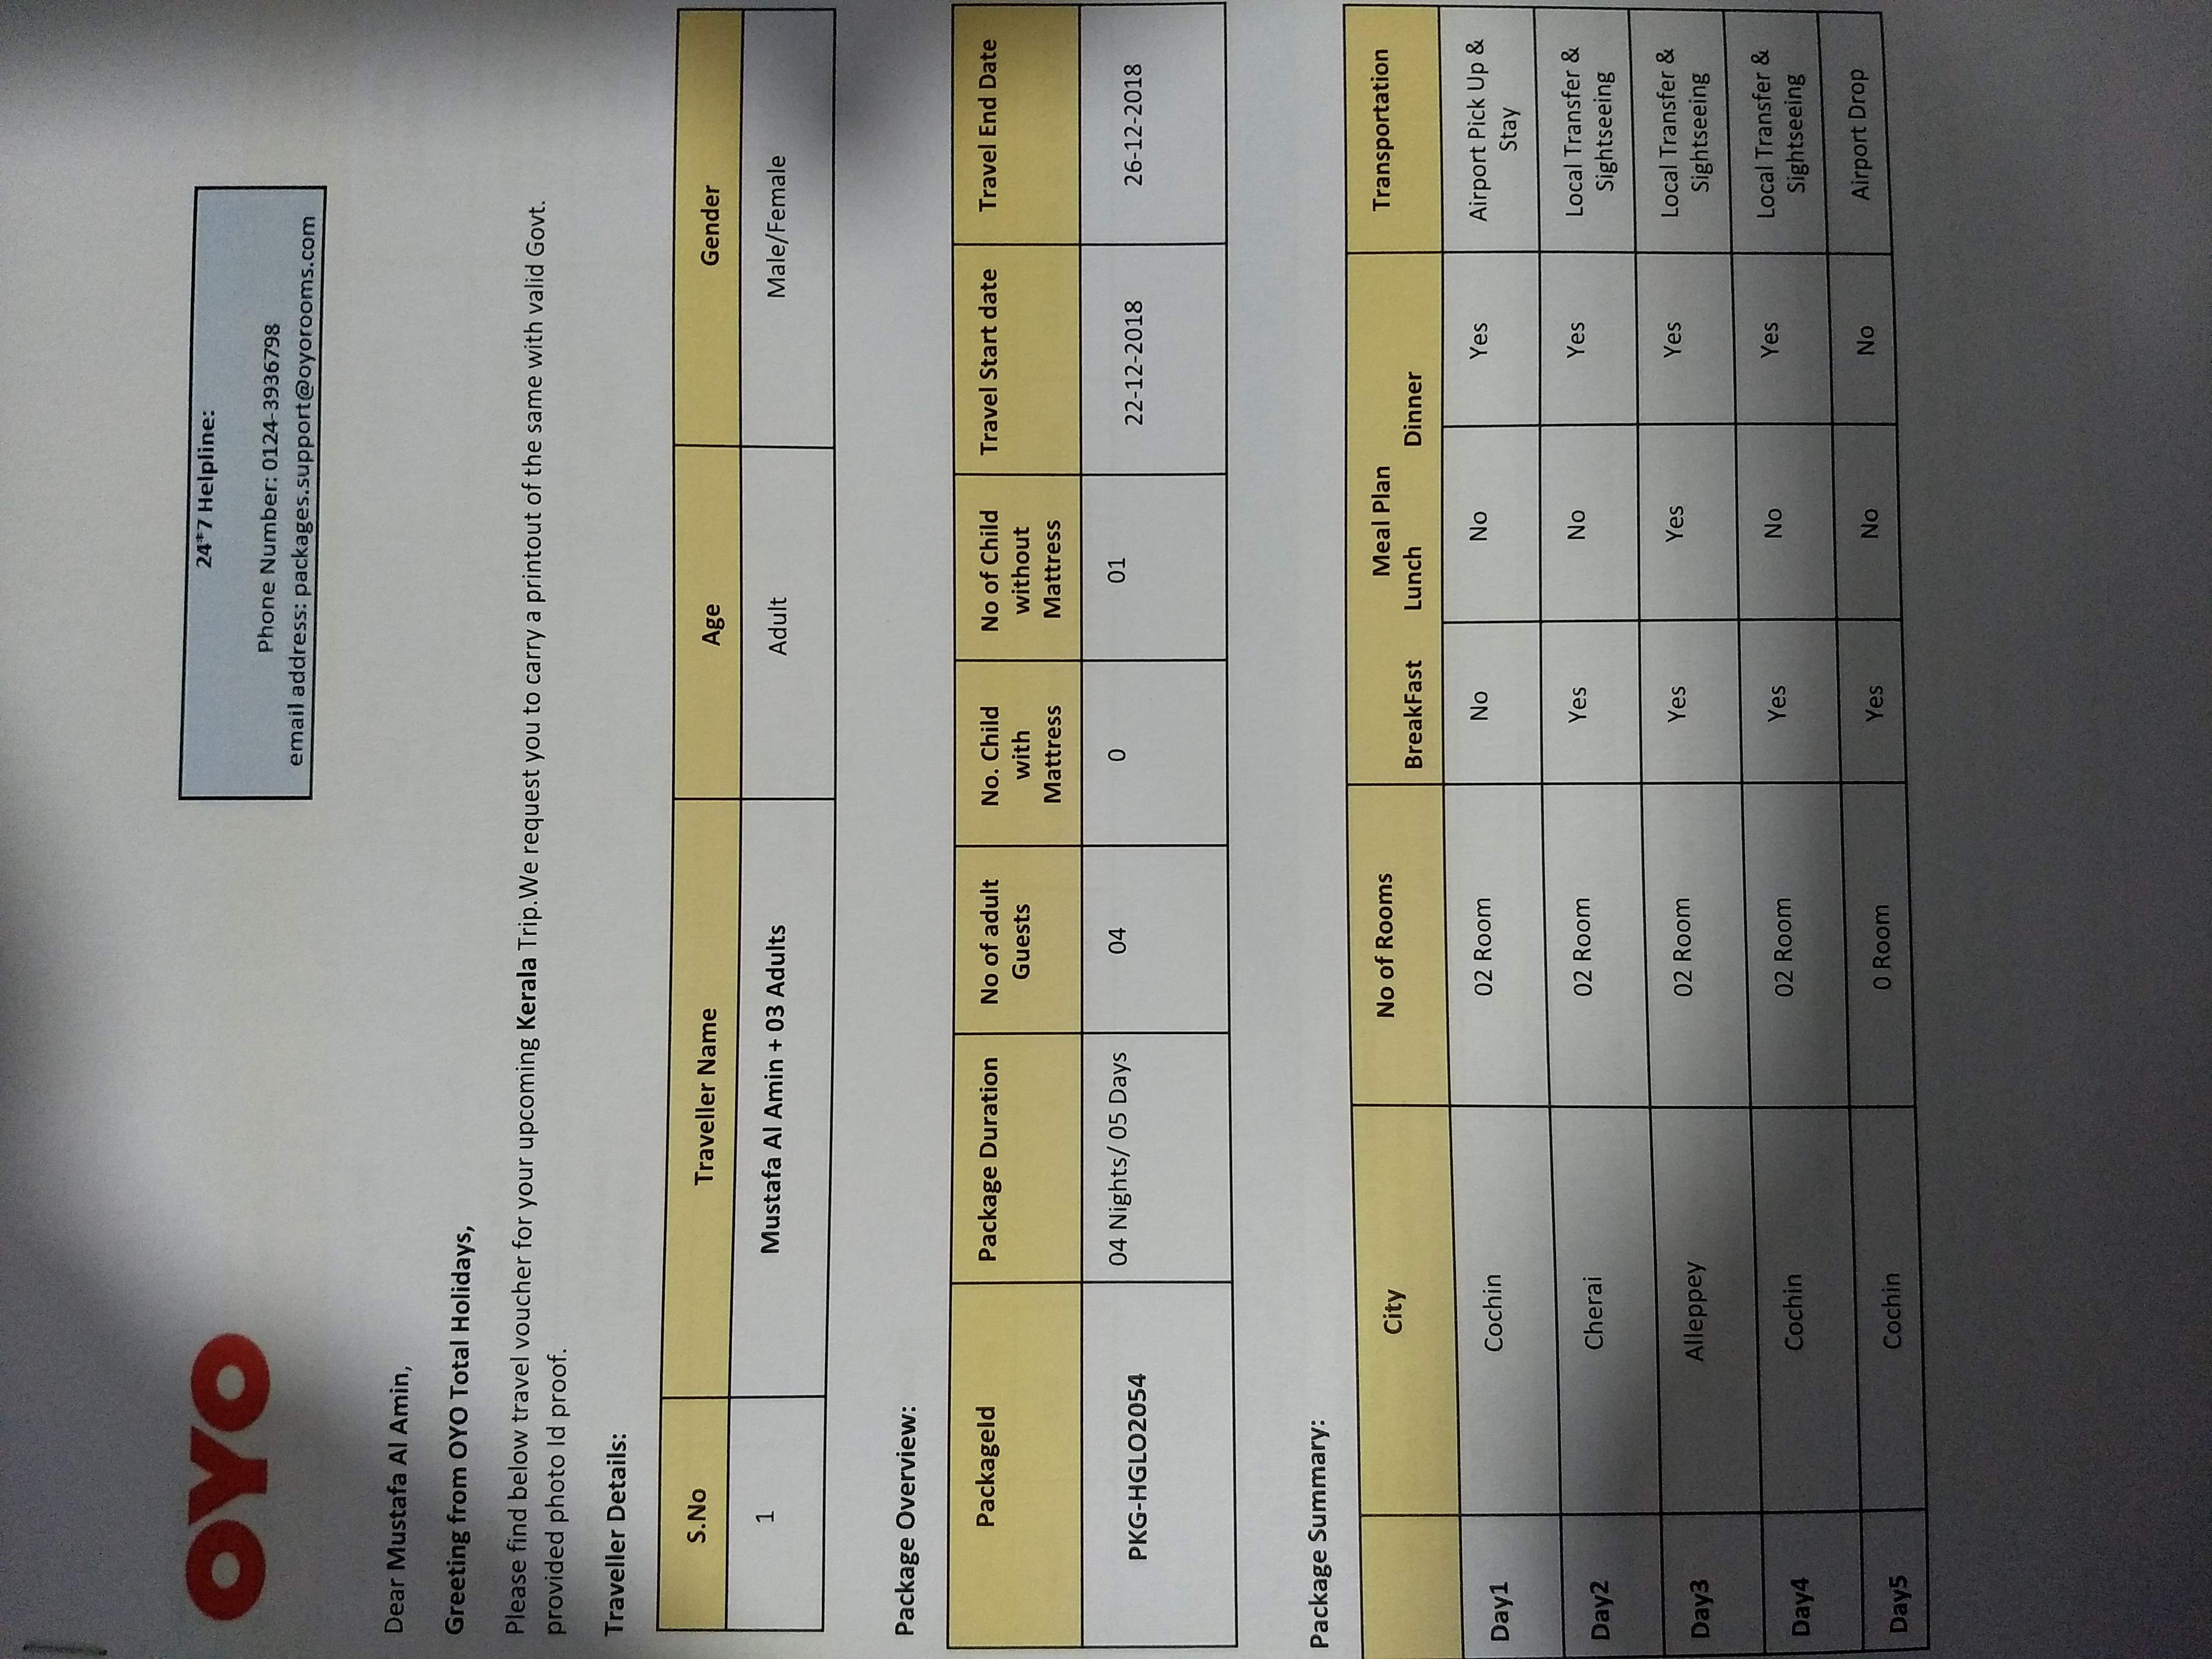 OYO
24*7 Helpline:
Phone Number: 0124-3936798
email address: packages.support@oyorooms.com
Dear Mustafa Al Amin,
Greeting from OYO Total Holidays,
Please find below travel voucher for your upcoming Kerala Trip.We request you to carry a printout of the same with valid Govt.
provided photo Id proof.
Traveller Details:
S.No Traveller Name Age Gender
1 Mustafa Al Amin + 03 Adults Adult Male/Female
Package Overview:
PackageId Package Duration No of adult Guests No. Child with Mattress No of Child without Mattress Travel Start date Travel End Date
PKG-HGLO2054 04 Nights/ 05 Days 04 0 01 22-12-2018 26-12-2018
Package Summary:
City No of Rooms Meal Plan Transportation
BreakFast Lunch Dinner
Day1 Cochin 02 Room No No Yes Airport Pick Up & Stay
Day2 Cherai 02 Room Yes No Yes Local Transfer & Sightseeing
Day3 Alleppey 02 Room Yes Yes Yes Local Transfer & Sightseeing
Day4 Cochin 02 Room Yes No Yes Local Transfer & Sightseeing
Day5 Cochin 0 Room Yes No No Airport Drop